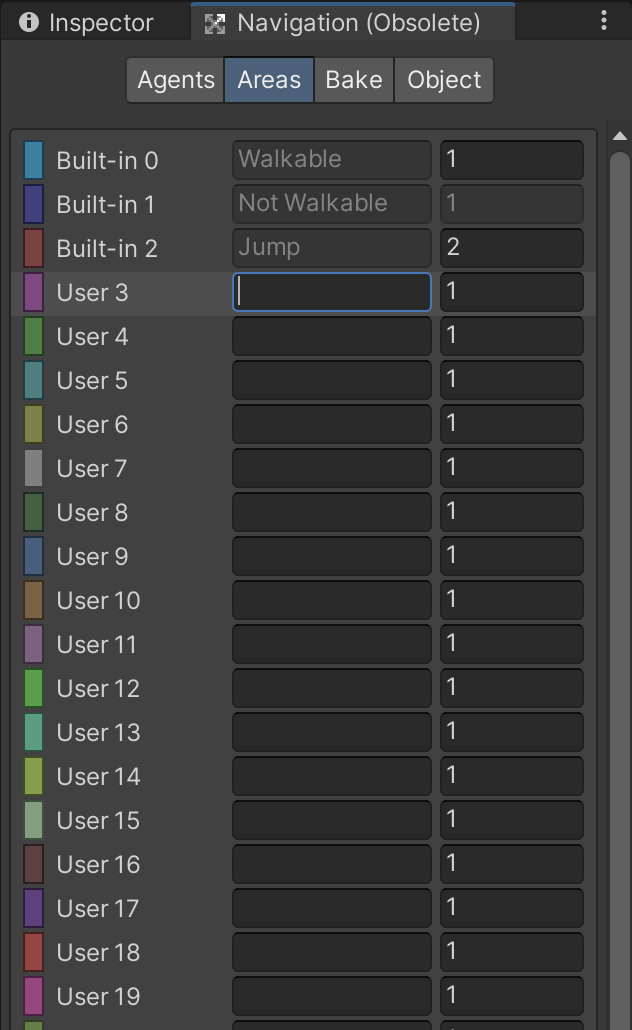 Inspector Navigation (Obsolete)
Agents Areas Bake Object
Built-in 0 Walkable 1
Built-in 1 Not Walkable 1
Built-in 2 Jump 2
User 3 1
User 4 1
User 5 1
User 6 1
User 7 1
User 8 1
User 9 1
User 10 1
User 11 1
User 12 1
User 13 1
User 14 1
User 15 1
User 16 1
User 17 1
User 18 1
User 19 1